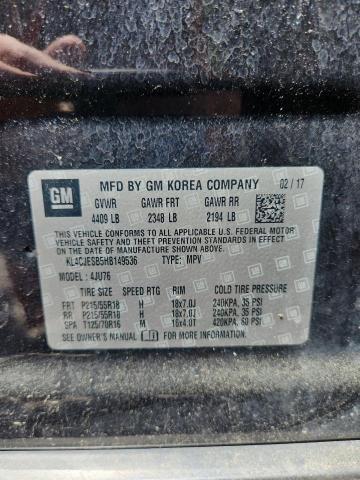 GM
MFD BY GM KOREA COMPANY 02 / 17
GVWR GAWR FRT GAWR RR
4409 LB 2348 LB 2194 LB
THIS VEHICLE CONFORMS TO ALL APPLICABLE U.S. FEDERAL MOTOR
VEHICLE SAFETY, BUMPER, AND THEFT PREVENTION STANDARDS IN
EFFECT ON THE DATE OF MANUFACTURE SHOWN ABOVE.
KL4CJESB5HB149536 TYPE: MPV
MODEL: 4JU76
TIRE SIZE SPEED RTG RIM COLD TIRE PRESSURE
FRT P215/55R18 H 18x7.0J 240KPA, 35 PSI
RR P215/55R18 H 18x7.0J 240KPA, 35 PSI
SPA T125/70R16 M 16x4.0T 420KPA, 60 PSI
SEE OWNER'S MANUAL FOR MORE INFORMATION